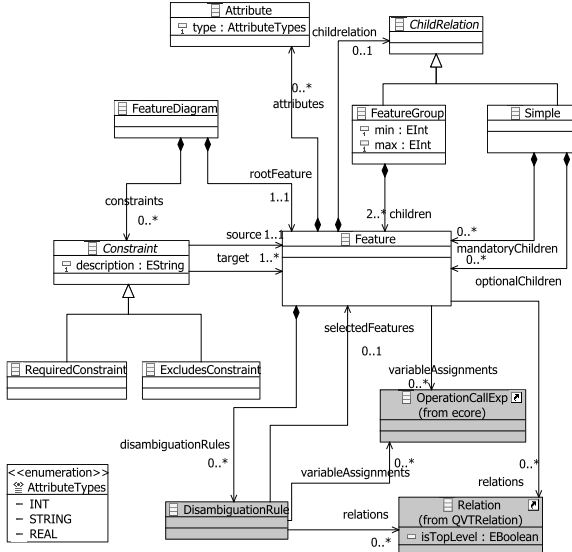 Attribute
type : AttributeTypes
childrelation
0..1
ChildRelation
0..*
attributes
FeatureDiagram
FeatureGroup
min : EInt
max : EInt
Simple
rootFeature
1..1
constraints
0..*
2..* children
source 1..1
Feature
0..*
mandatoryChildren
0..*
optionalChildren
Constraint
description : EString
target 1..*
selectedFeatures
0..1
RequiredConstraint
ExcludesConstraint
variableAssignments
0..*
OperationCallExp
(from ecore)
disambiguationRules
0..*
variableAssignments
0..*
0..*
relations
<<enumeration>>
AttributeTypes
INT
STRING
REAL
DisambiguationRule
relations
0..*
Relation
(from QVTRelation)
isTopLevel : EBoolean